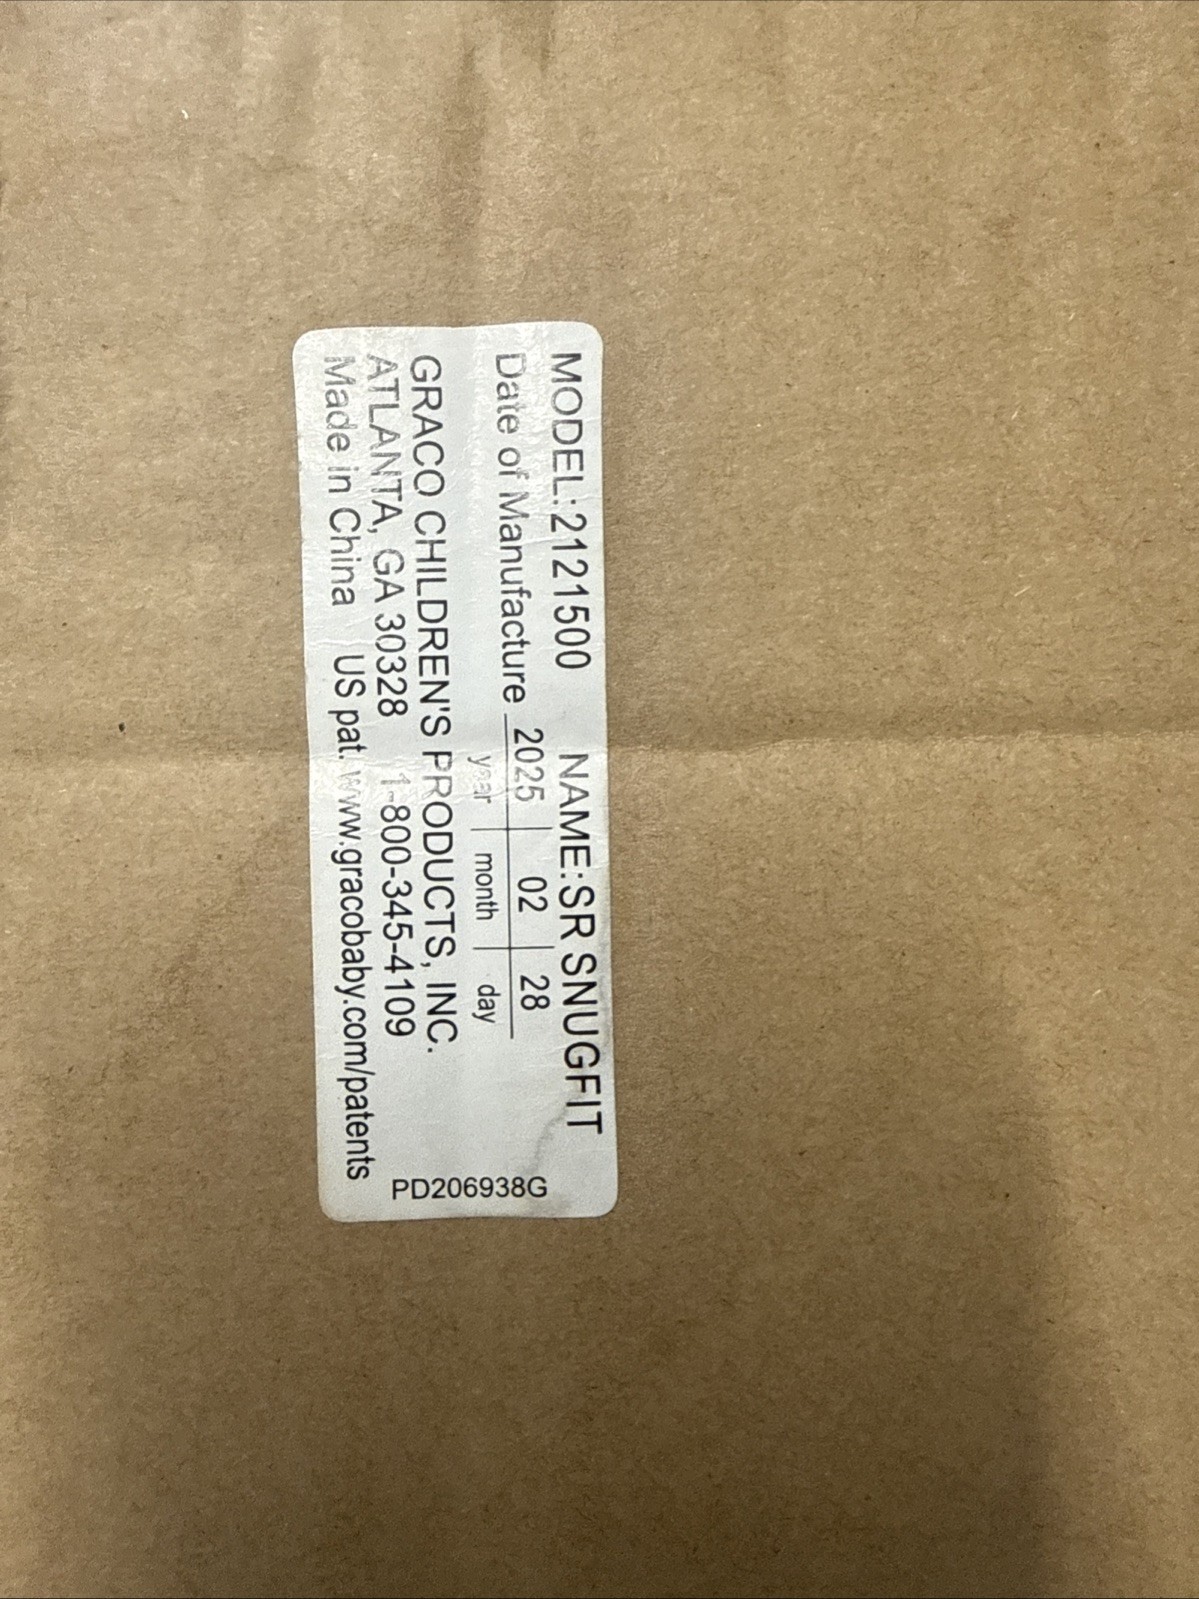 MODEL:2121500 NAME:SR SNUGFIT
Date of Manufacture 2025 | 02 | 28
year | month | day
GRACO CHILDREN'S PRODUCTS, INC.
ATLANTA, GA 30328 1-800-345-4109
Made in China US pat. www.gracobaby.com/patents
PD206938G